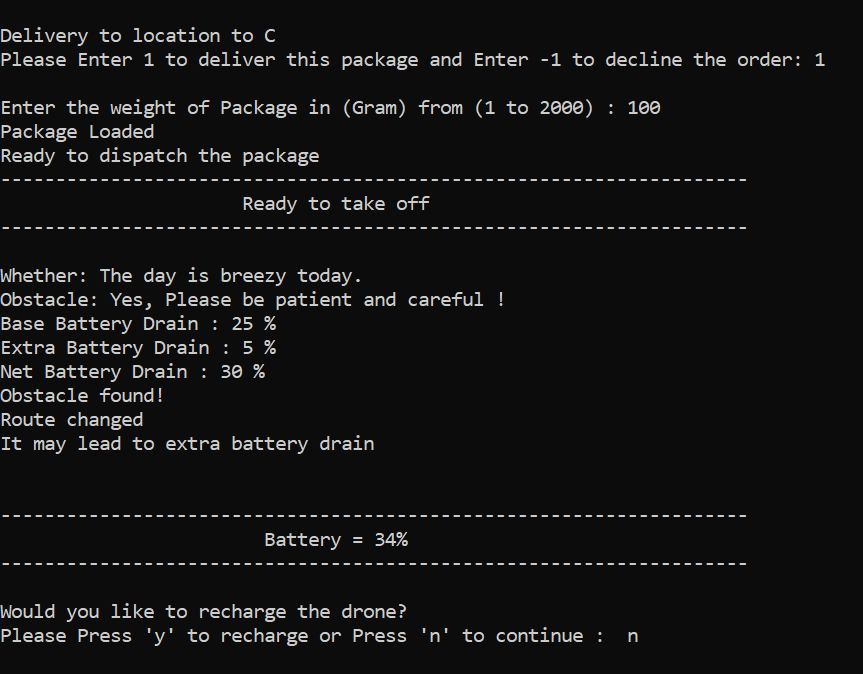 Delivery to location to C
Please Enter 1 to deliver this package and Enter -1 to decline the order: 1
Enter the weight of Package in (Gram) from (1 to 2000) : 100
Package Loaded
Ready to dispatch the package
--------------------------------------------------------------------
Ready to take off
--------------------------------------------------------------------
Whether: The day is breezy today.
Obstacle: Yes, Please be patient and careful !
Base Battery Drain : 25 %
Extra Battery Drain : 5 %
Net Battery Drain : 30 %
Obstacle found!
Route changed
It may lead to extra battery drain
--------------------------------------------------------------------
Battery = 34%
--------------------------------------------------------------------
Would you like to recharge the drone?
Please Press 'y' to recharge or Press 'n' to continue :  n